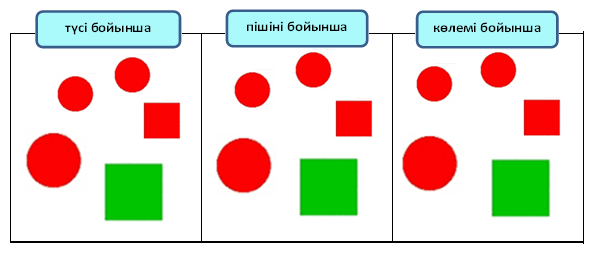 түсі бойынша
пішіні бойынша
көлемі бойынша